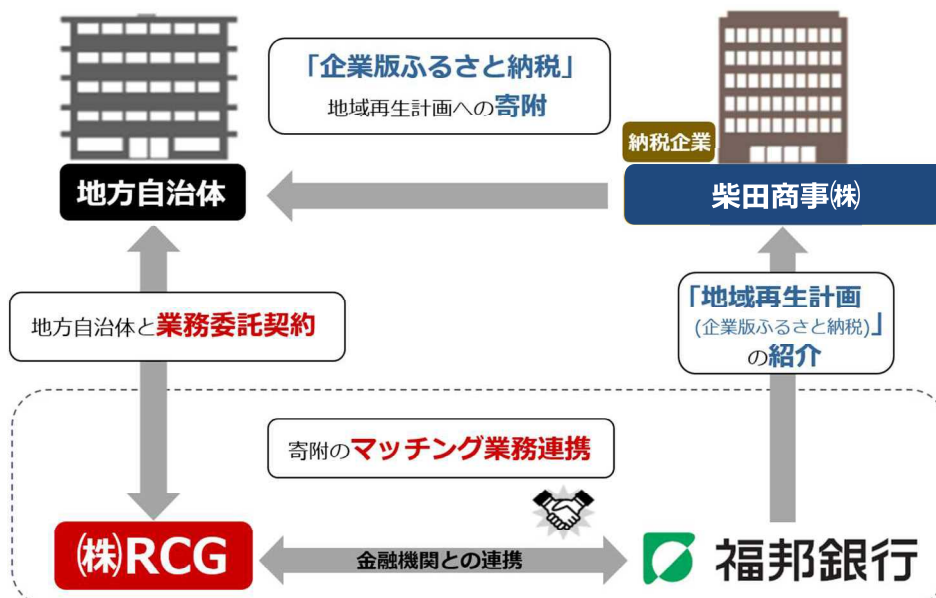 「企業版ふるさと納税」
地域再生計画への寄附
納税企業
地方自治体
柴田商事㈱
地方自治体と業務委託契約
「地域再生計画
(企業版ふるさと納税)」
の紹介
寄附のマッチング業務連携
㈱RCG
金融機関との連携
福邦銀行